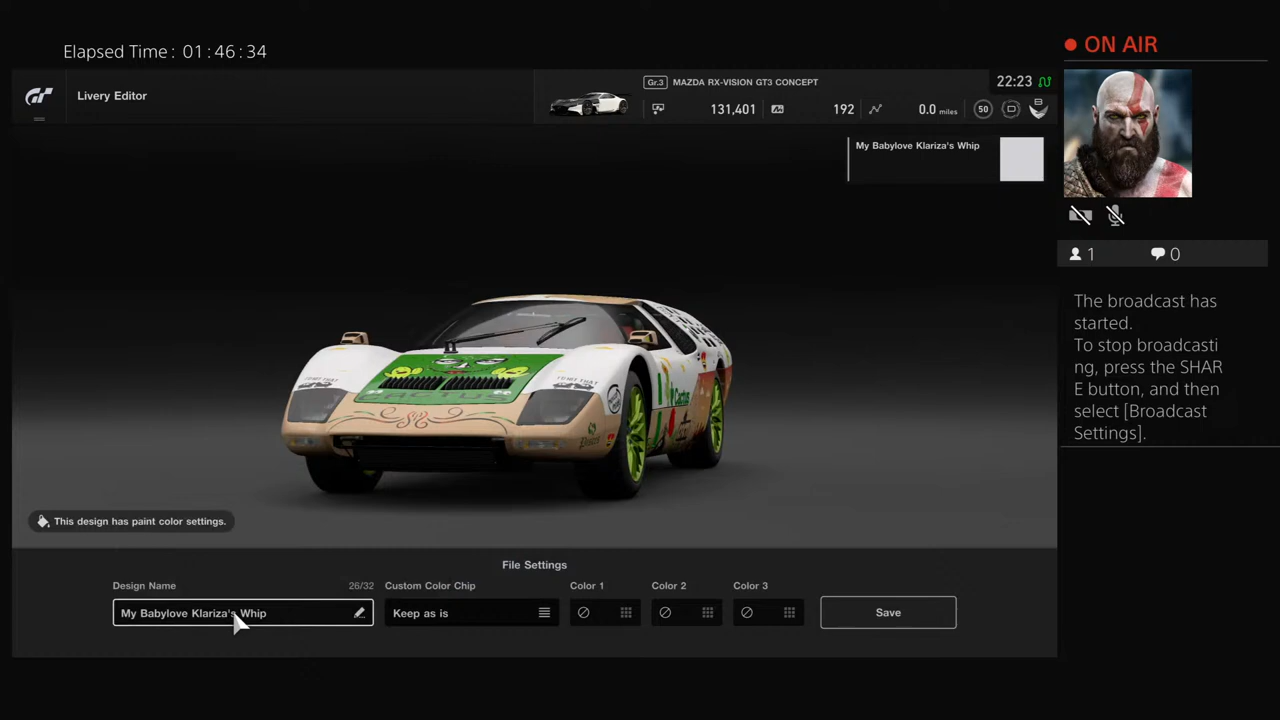 Elapsed Time: 01:46:34
ON AIR
Livery Editor
Gr.3 MAZDA RX-VISION GT3 CONCEPT
22:23
131,401
192
0.0 miles
50
D
B
My Babylove Klariza's Whip
1
0
The broadcast has
started.
To stop broadcasti
ng, press the SHAR
E button, and then
select [Broadcast
Settings].
CACTUS
Cactus
This design has paint color settings.
File Settings
Design Name
26/32
Custom Color Chip
Color 1
Color 2
Color 3
My Babylove Klariza's Whip
Keep as is
Save